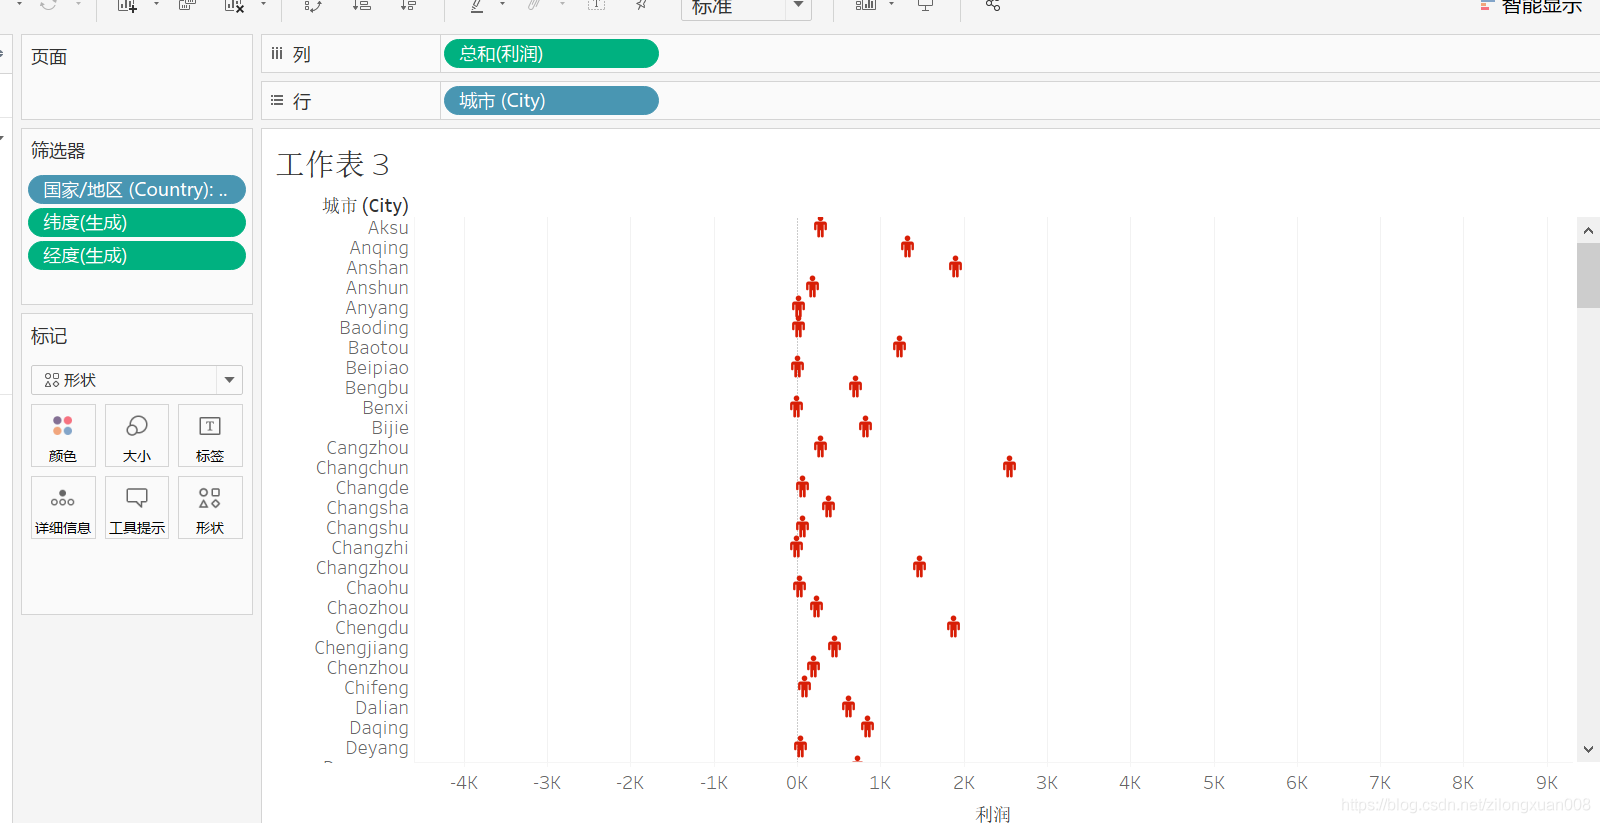 标准
智能显示
页面
列
总和(利润)
行
城市 (City)
筛选器
国家/地区 (Country): ..
纬度(生成)
经度(生成)
标记
形状
颜色
大小
标签
详细信息
工具提示
形状
工作表 3
城市 (City)
Aksu
Anqing
Anshan
Anshun
Anyang
Baoding
Baotou
Beipiao
Bengbu
Benxi
Bijie
Cangzhou
Changchun
Changde
Changsha
Changshu
Changzhi
Changzhou
Chaohu
Chaozhou
Chengdu
Chengjiang
Chenzhou
Chifeng
Dalian
Daqing
Deyang
-4K -3K -2K -1K 0K 1K 2K 3K 4K 5K 6K 7K 8K 9K
利润
https://blog.csdn.net/zilongxuan008